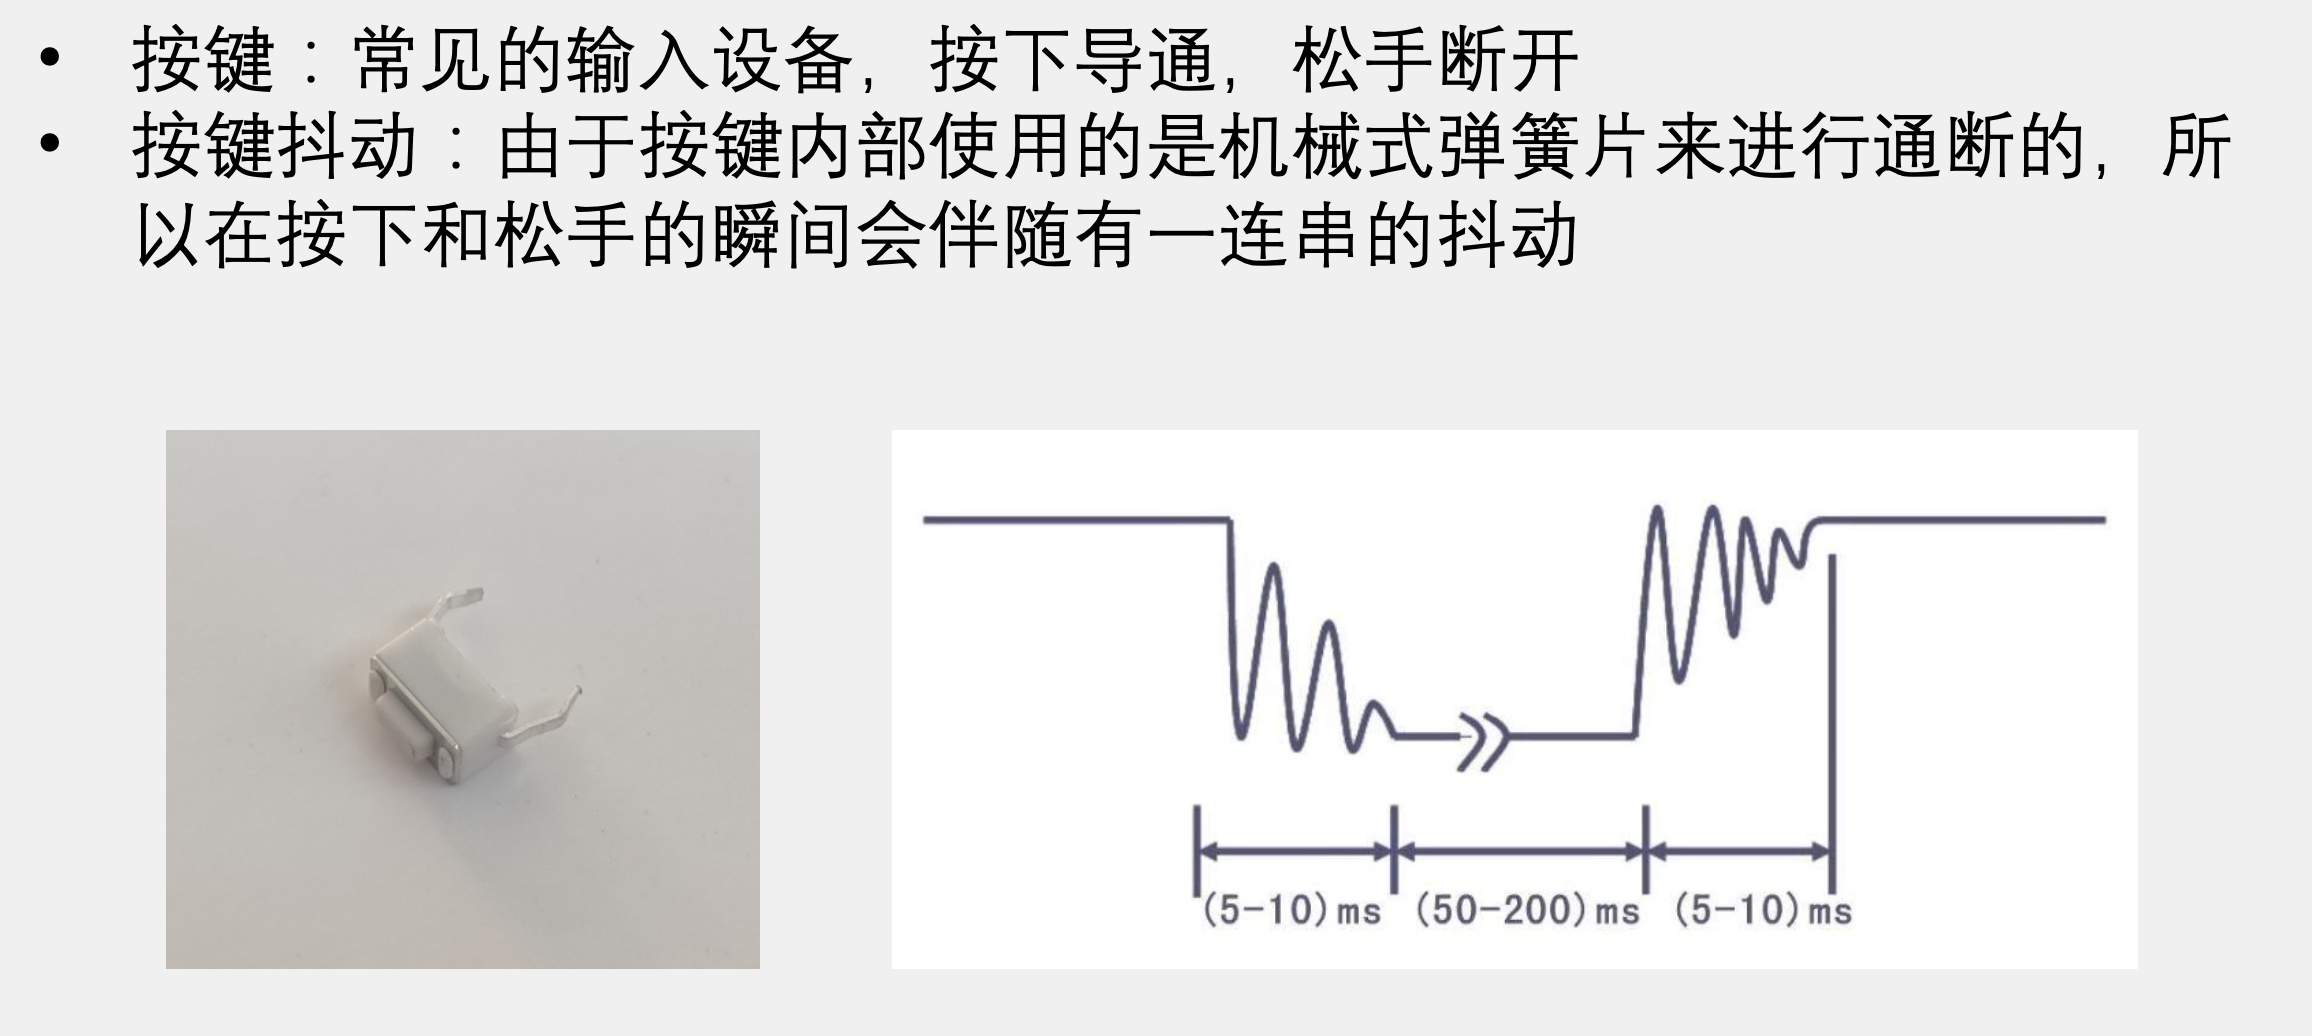 • 按键：常见的输入设备，按下导通，松手断开
• 按键抖动：由于按键内部使用的是机械式弹簧片来进行通断的，所
以在按下和松手的瞬间会伴随有一连串的抖动
(5-10)ms (50-200)ms (5-10)ms